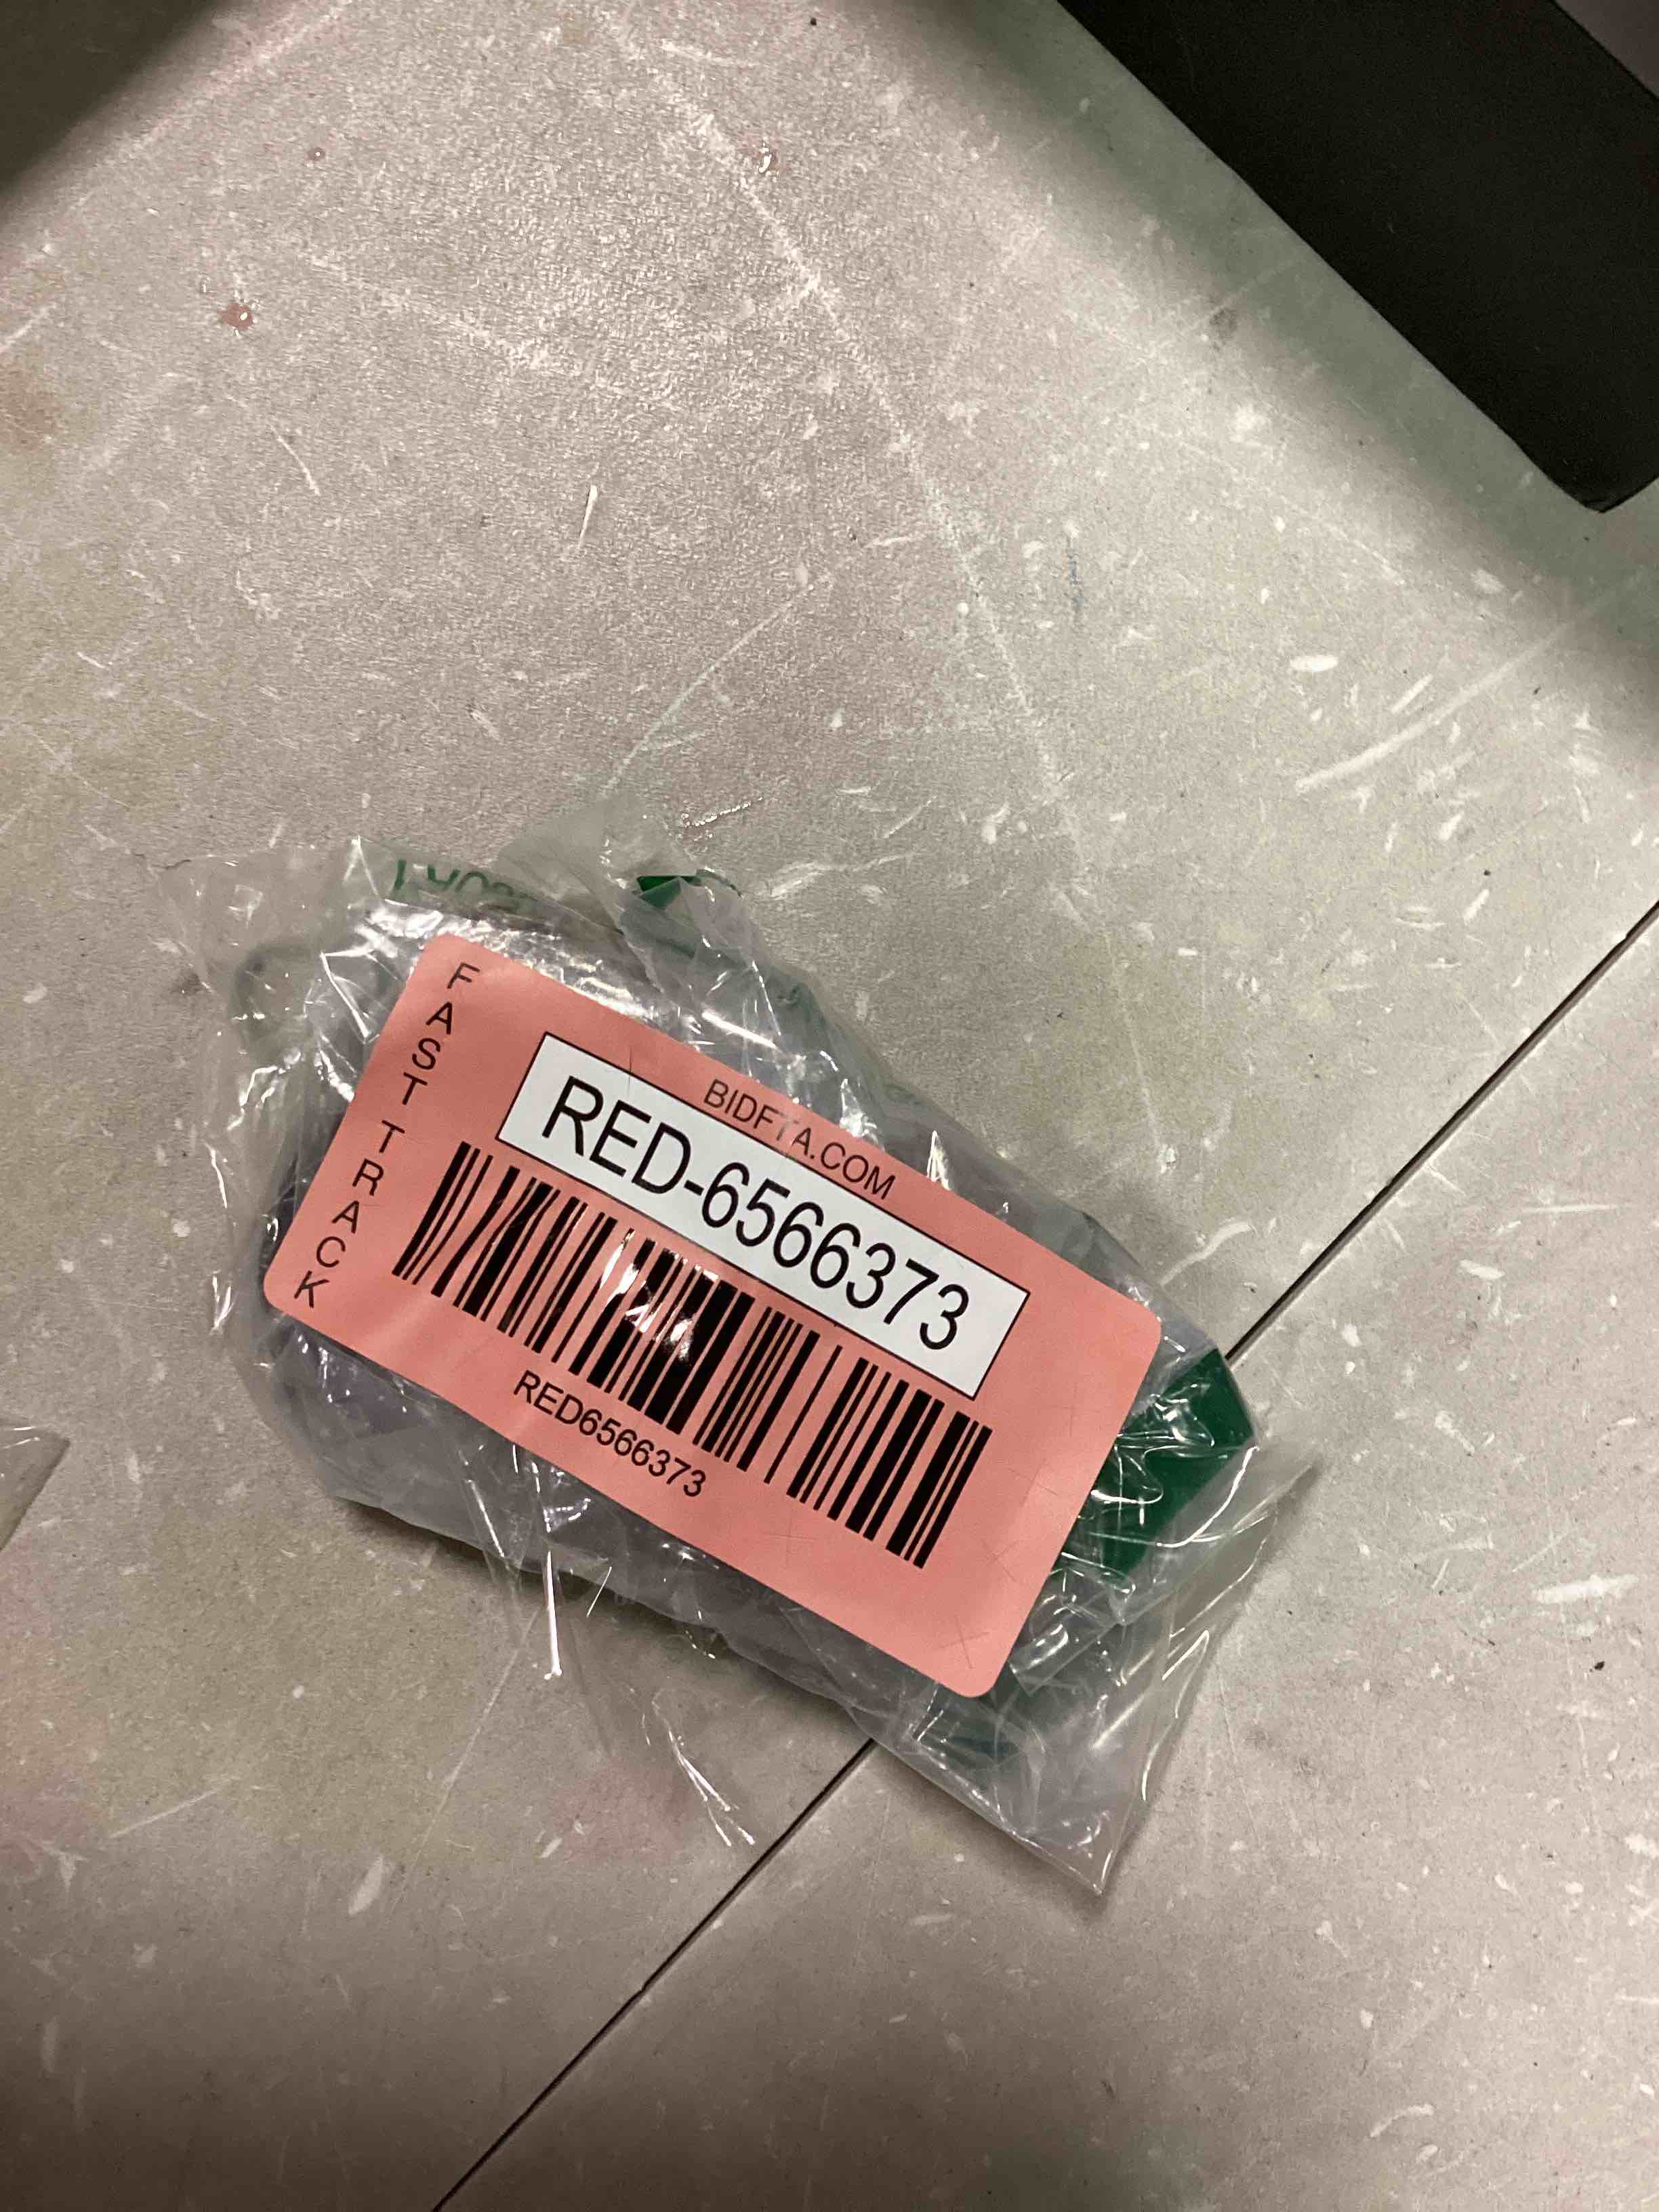 FAST TRACK
BIDFTA.COM
RED-6566373
RED6566373